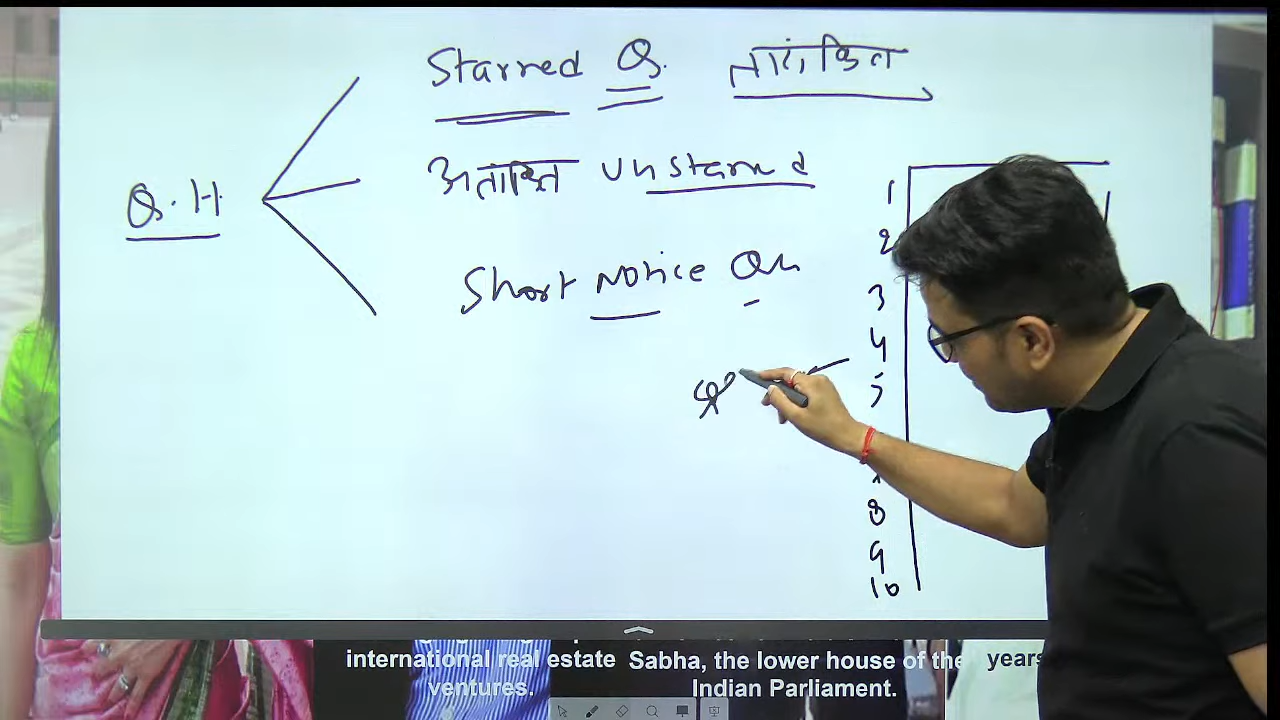 Starred Q. तारांकित
अतारांकित Unstarred
Q.H
Short Notice Qn
1
2
3
4
5
8
9
10
international real estate ventures.
Sabha, the lower house of the Indian Parliament.
years